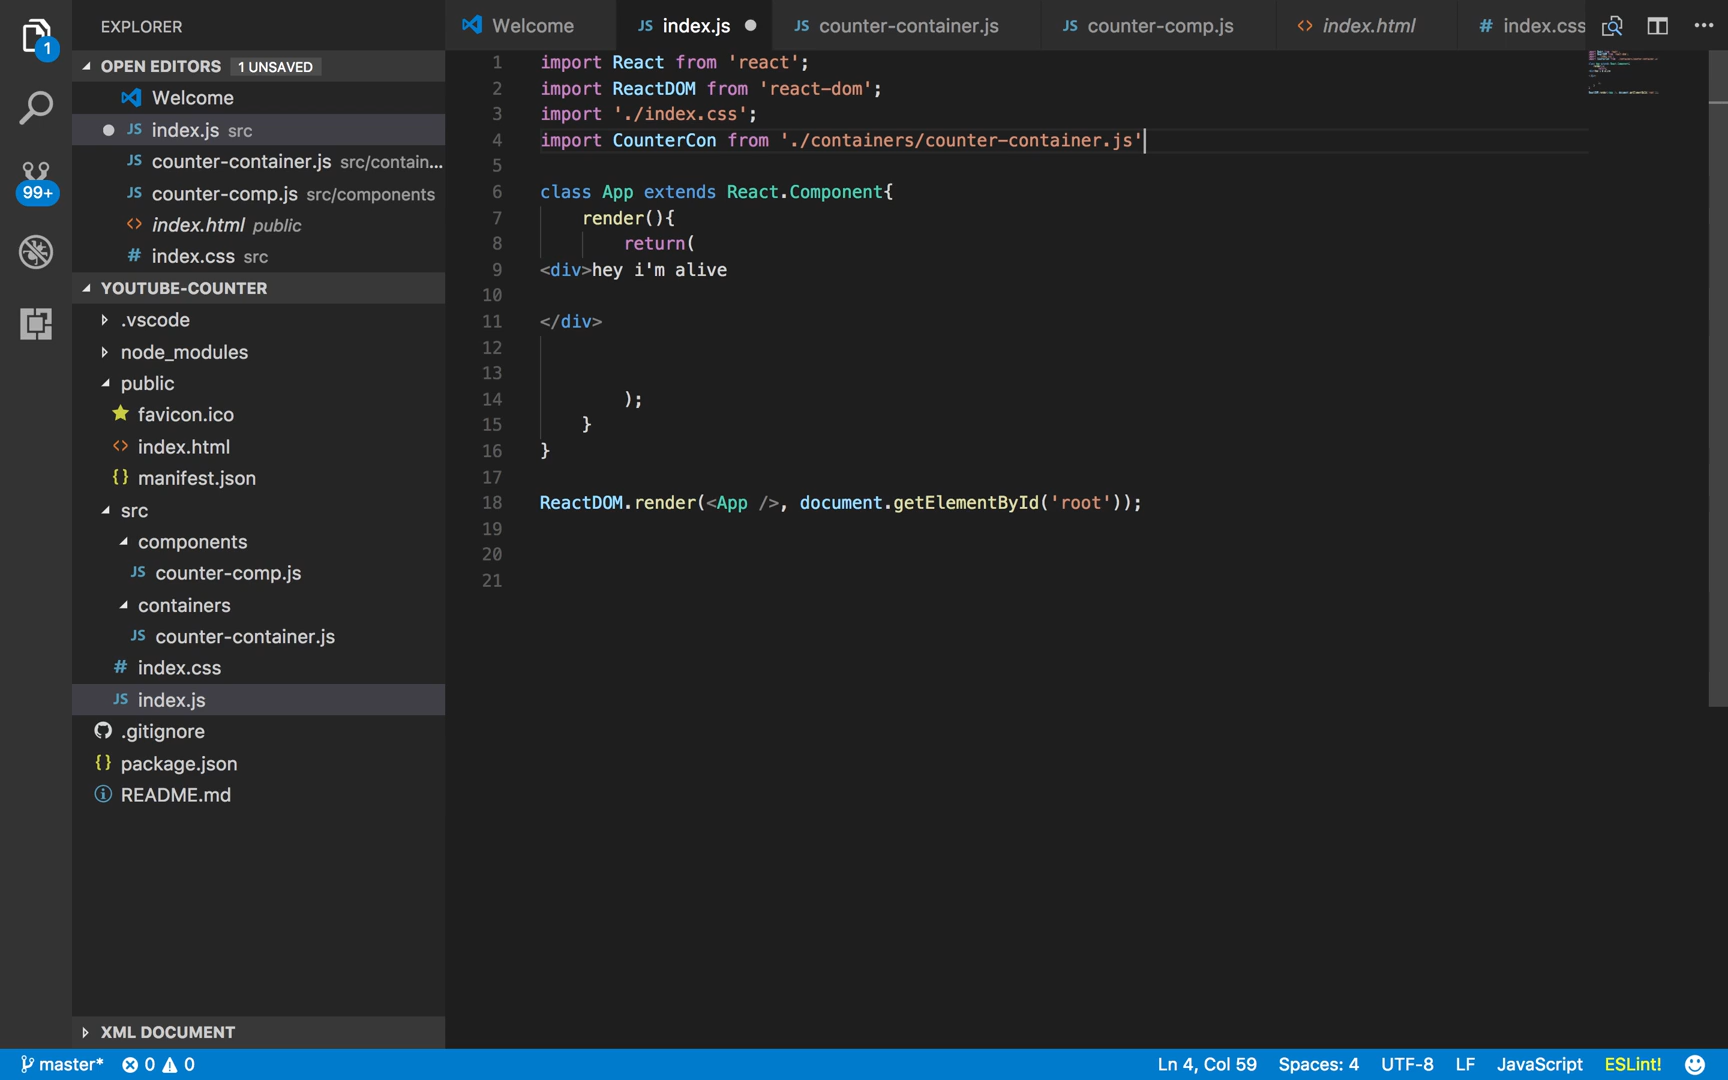 EXPLORER
Welcome
JS index.js
JS counter-container.js
JS counter-comp.js
<> index.html
# index.css
1
OPEN EDITORS 1 UNSAVED
Welcome
JS index.js src
JS counter-container.js src/contain...
JS counter-comp.js src/components
<> index.html public
# index.css src
99+
YOUTUBE-COUNTER
.vscode
node_modules
public
favicon.ico
<> index.html
{} manifest.json
src
components
JS counter-comp.js
containers
JS counter-container.js
# index.css
JS index.js
.gitignore
{} package.json
README.md
XML DOCUMENT
1 import React from 'react';
2 import ReactDOM from 'react-dom';
3 import './index.css';
4 import CounterCon from './containers/counter-container.js'
5
6 class App extends React.Component{
7 render(){
8 return(
9 <div>hey i'm alive
10
11 </div>
12
13
14 );
15 }
16 }
17
18 ReactDOM.render(<App />, document.getElementById('root'));
19
20
21
master* 0 0 Ln 4, Col 59 Spaces: 4 UTF-8 LF JavaScript ESLint!